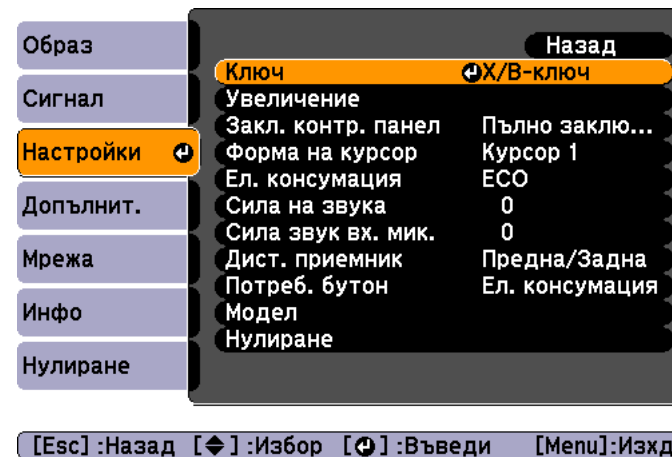 Образ
Сигнал
Настройки
Допълнит.
Мрежа
Инфо
Нулиране
Назад
Ключ Х/В-ключ
Увеличение
Закл. контр. панел Пълно заклю...
Форма на курсор Курсор 1
Ел. консумация ECO
Сила на звука 0
Сила звук вх. мик. 0
Дист. приемник Предна/Задна
Потреб. бутон Ел. консумация
Модел
Нулиране
[Esc] :Назад [ ] :Избор [ ] :Въведи [Menu]:Изхд